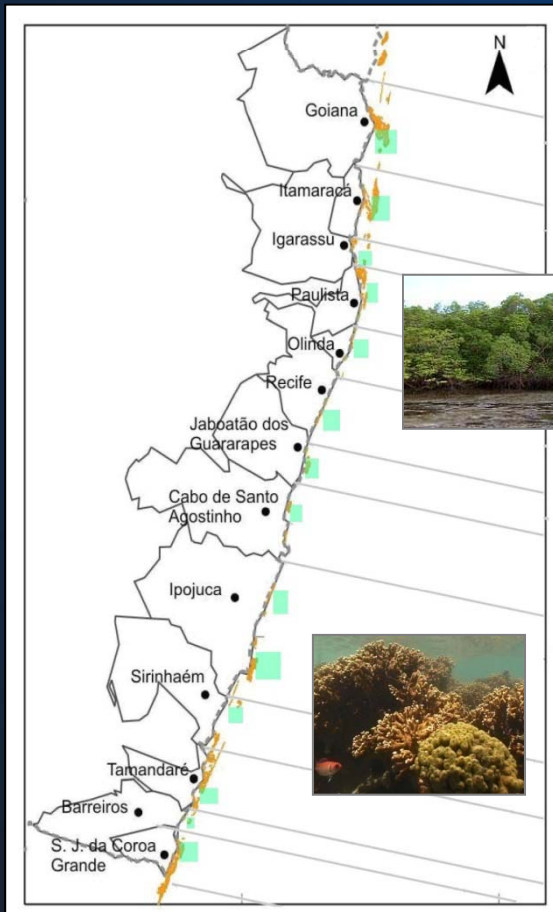 N
Goiana
Itamaracá
Igarassu
Paulista
Olinda
Recife
Jaboatão dos
Guararapes
Cabo de Santo
Agostinho
Ipojuca
Sirinhaém
Tamandaré
Barreiros
S. J. da Coroa
Grande